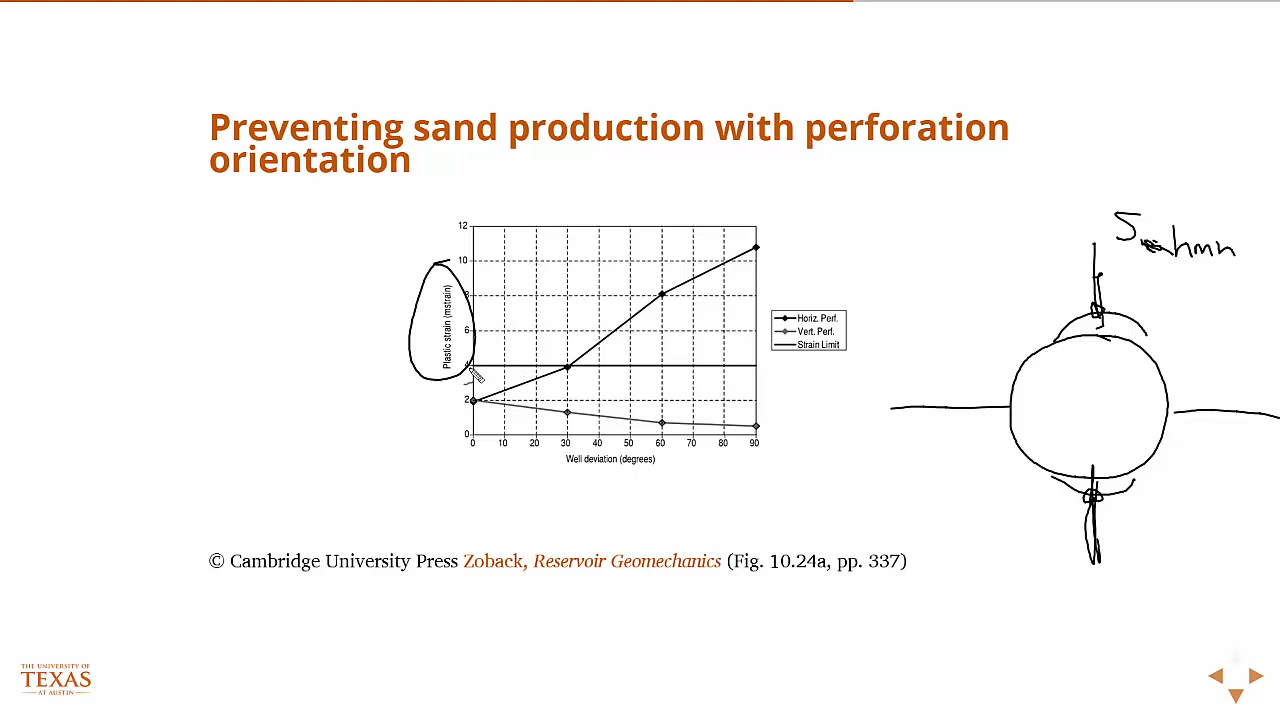 Preventing sand production with perforation
orientation
12
10
8
6
4
2
0
Plastic strain (mstrain)
0 10 20 30 40 50 60 70 80 90
Well deviation (degrees)
Horiz. Perf.
Vert. Perf.
Strain Limit
© Cambridge University Press Zoback, Reservoir Geomechanics (Fig. 10.24a, pp. 337)
THE UNIVERSITY OF
TEXAS
AT AUSTIN